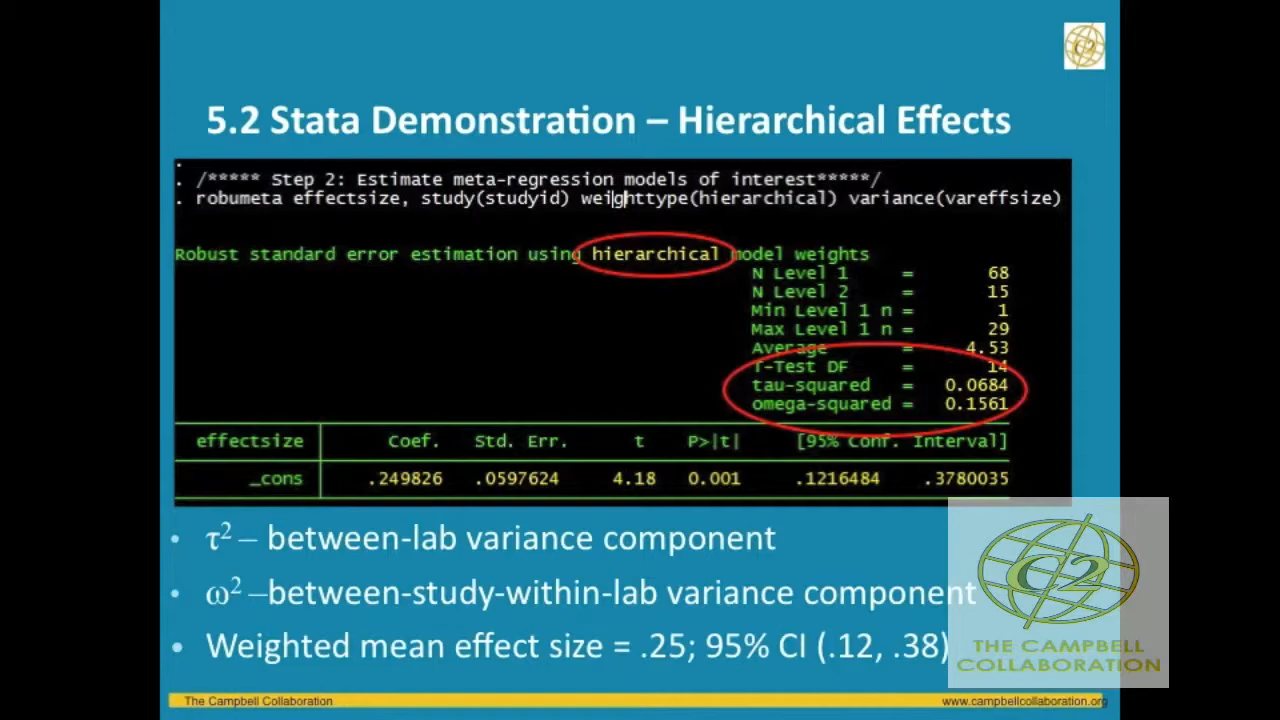 5.2 Stata Demonstration – Hierarchical Effects
.
. /***** Step 2: Estimate meta-regression models of interest*****/
. robumeta effectsize, study(studyid) weighttype(hierarchical) variance(vareffsize)
Robust standard error estimation using hierarchical model weights
N Level 1 = 68
N Level 2 = 15
Min Level 1 n = 1
Max Level 1 n = 29
Average = 4.53
T-Test DF = 14
tau-squared = 0.0684
omega-squared = 0.1561
effectsize Coef. Std. Err. t P>|t| [95% Conf. Interval]
_cons .249826 .0597624 4.18 0.001 .1216484 .3780035
• τ² – between-lab variance component
• ω² –between-study-within-lab variance component
• Weighted mean effect size = .25; 95% CI (.12, .38)
C2
THE CAMPBELL
COLLABORATION
The Campbell Collaboration www.campbellcollaboration.org